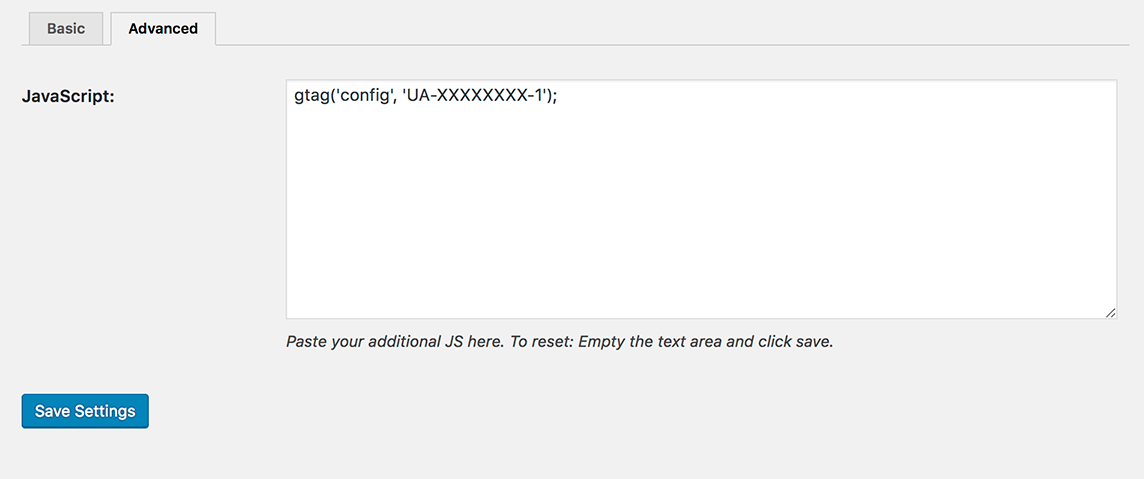 Basic
Advanced
JavaScript:
gtag('config', 'UA-XXXXXXXX-1');
Paste your additional JS here. To reset: Empty the text area and click save.
Save Settings